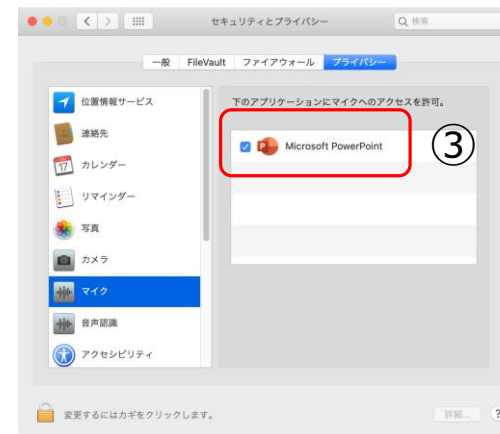 セキュリティとプライバシー
検索
一般 FileVault ファイアウォール プライバシー
位置情報サービス
連絡先
17 カレンダー
リマインダー
写真
カメラ
マイク
音声認識
アクセシビリティ
下のアプリケーションにマイクへのアクセスを許可。
Microsoft PowerPoint
③
変更するにはカギをクリックします。
詳細... ?